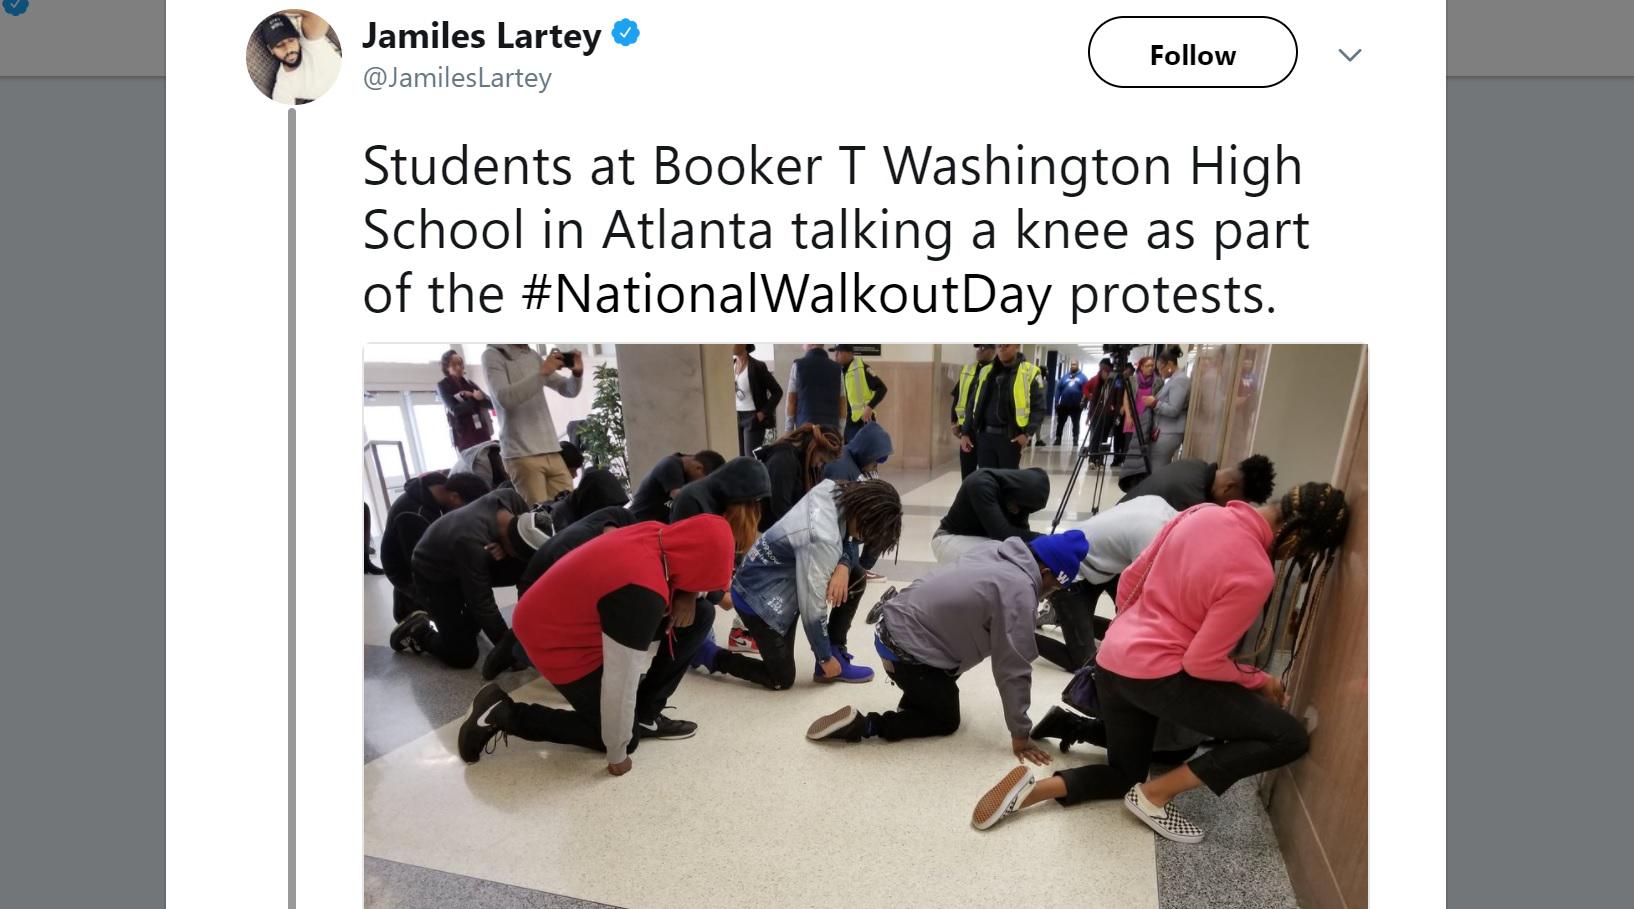 Jamiles Lartey
@JamilesLartey
Follow
Students at Booker T Washington High
School in Atlanta talking a knee as part
of the #NationalWalkoutDay protests.
W